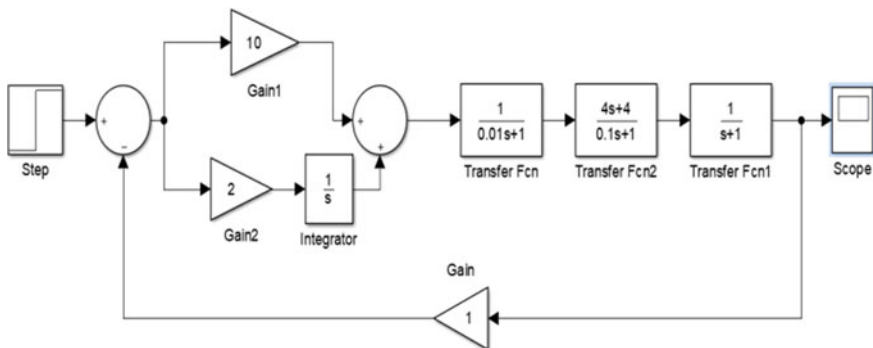 10
Gain1
+
+
+
−
1
0.01s+1
4s+4
0.1s+1
1
s+1
Step
Transfer Fcn
Transfer Fcn2
Transfer Fcn1
Scope
2
1
s
Gain2
Integrator
Gain
1